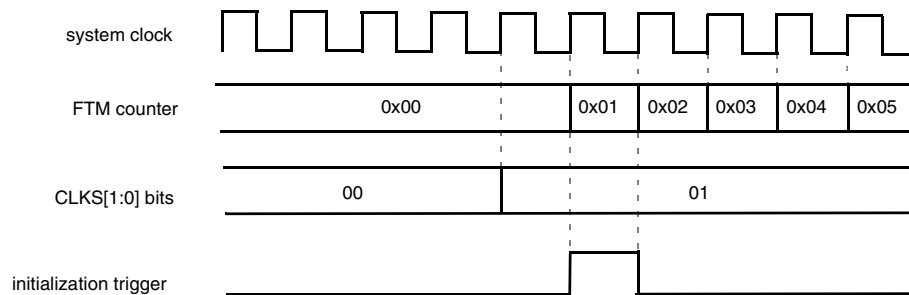 system clock
FTM counter 0x00 0x01 0x02 0x03 0x04 0x05
CLKS[1:0] bits 00 01
initialization trigger